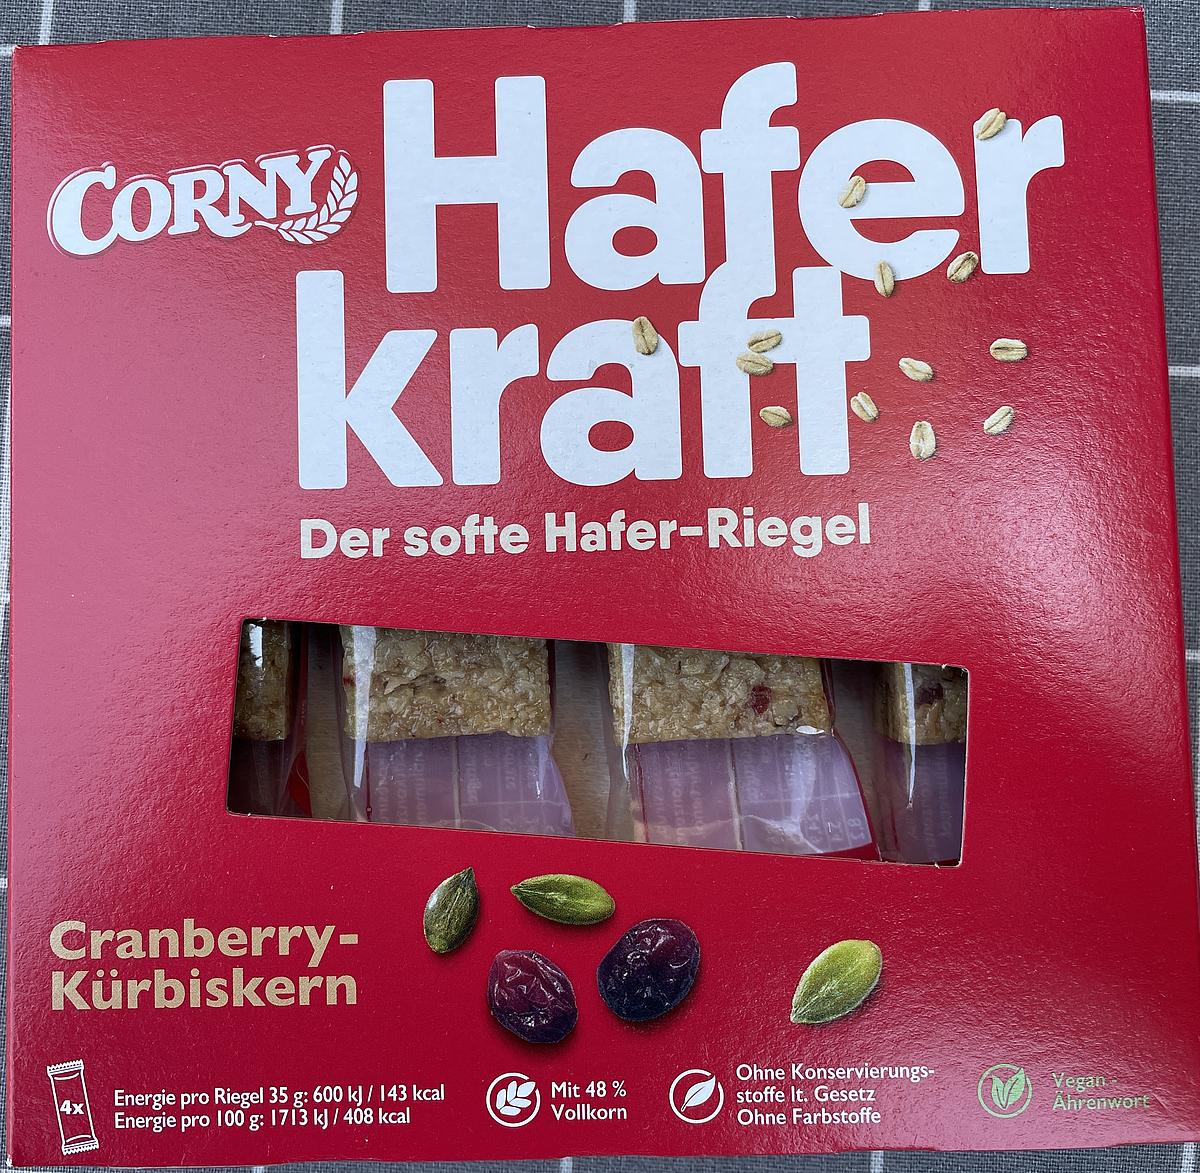 CORNY
Hafer
kraft
Der softe Hafer-Riegel
Cranberry-
Kürbiskern
4x
Energie pro Riegel 35 g: 600 kJ / 143 kcal
Energie pro 100 g: 1713 kJ / 408 kcal
Mit 48 %
Vollkorn
Ohne Konservierungs-
stoffe lt. Gesetz
Ohne Farbstoffe
Vegan -
Ährenwort